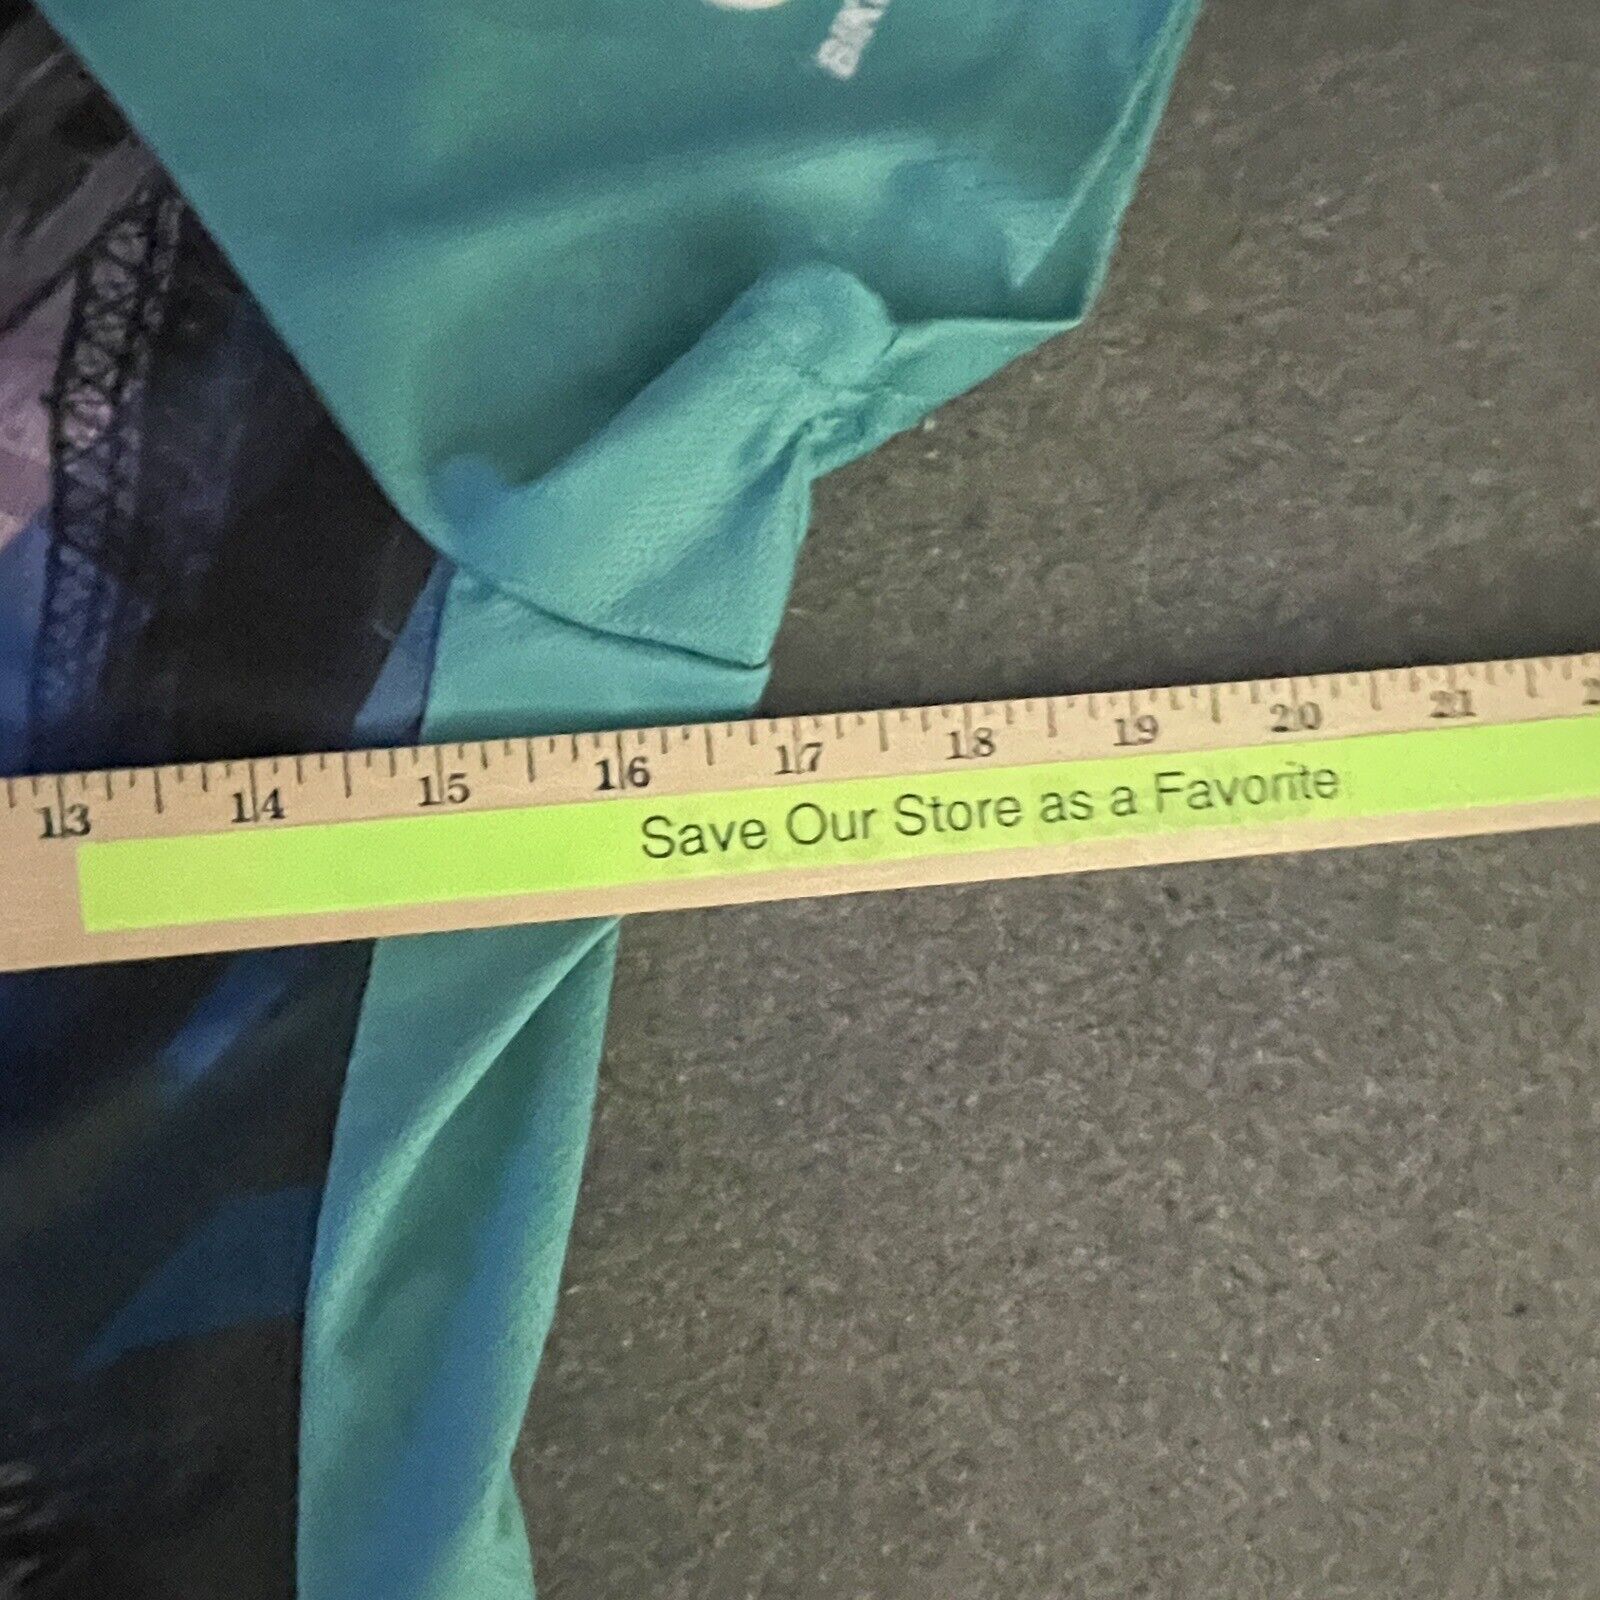 13 14 15 16 17 18 19 20 21
Save Our Store as a Favorite